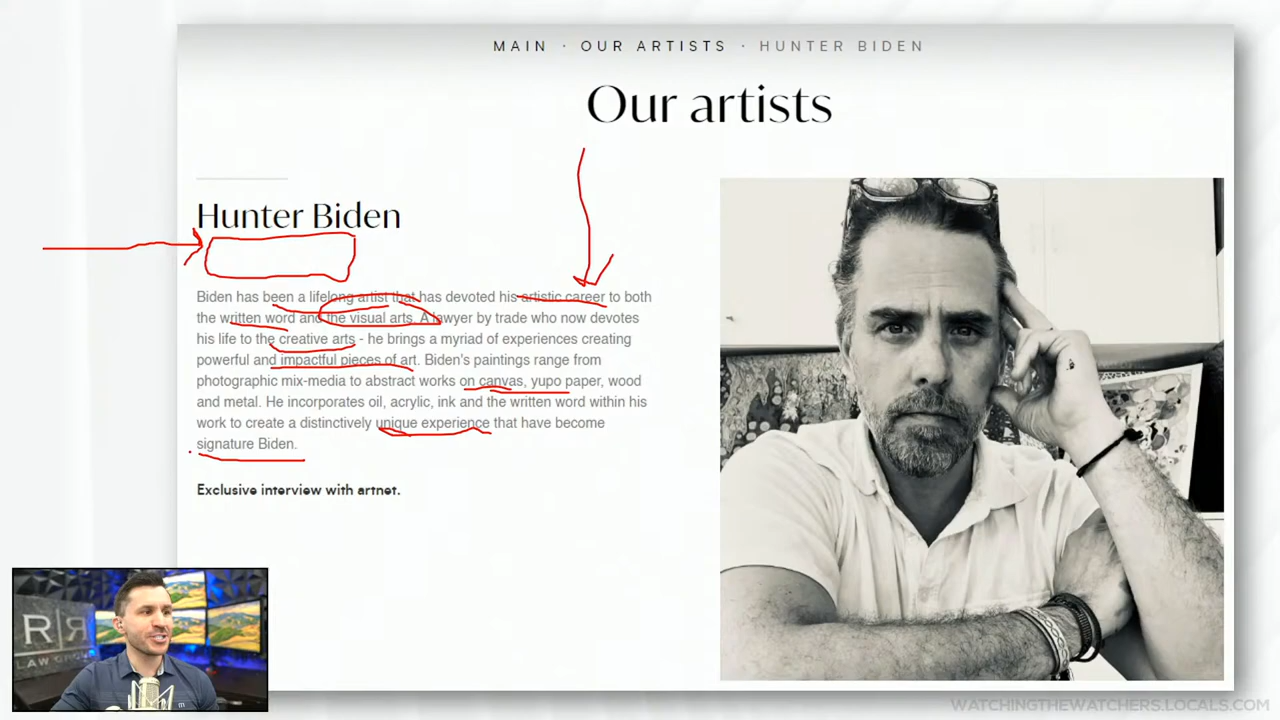 MAIN · OUR ARTISTS · HUNTER BIDEN
Our artists
Hunter Biden
Biden has been a lifelong artist that has devoted his artistic career to both
the written word and the visual arts. A lawyer by trade who now devotes
his life to the creative arts - he brings a myriad of experiences creating
powerful and impactful pieces of art. Biden's paintings range from
photographic mix-media to abstract works on canvas, yupo paper, wood
and metal. He incorporates oil, acrylic, ink and the written word within his
work to create a distinctively unique experience that have become
signature Biden.
Exclusive interview with artnet.
R R
LAW GROUP
WATCHINGTHEWATCHERS.LOCALS.COM